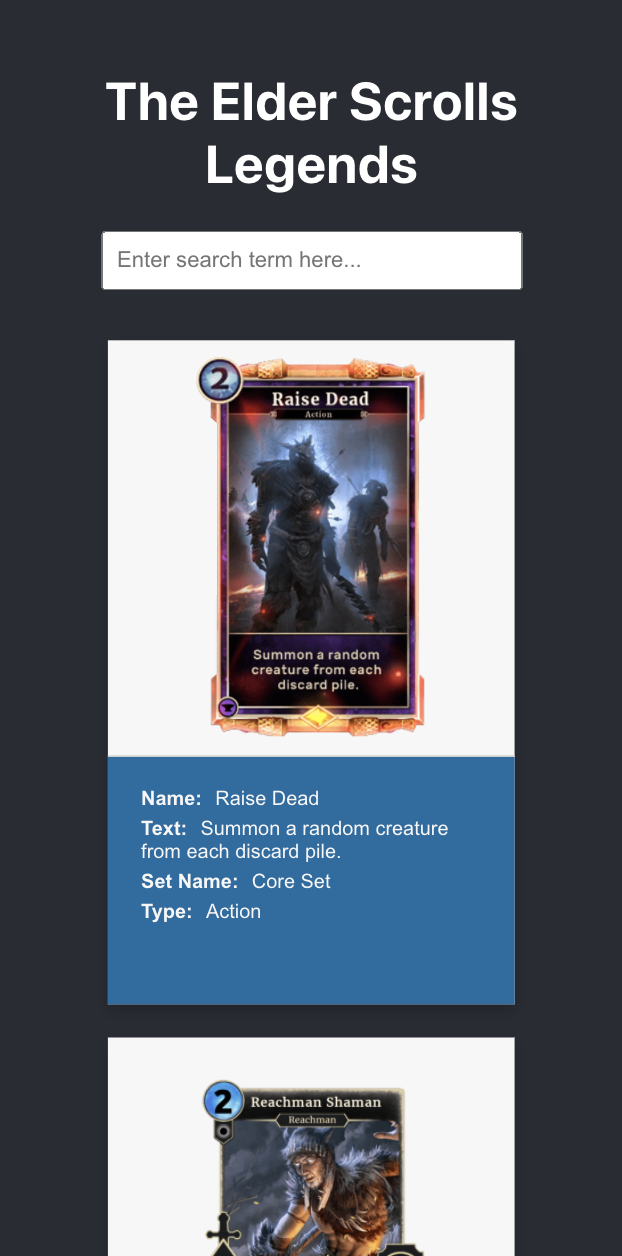 The Elder Scrolls
Legends
Enter search term here...
2
Raise Dead
Action
Summon a random
creature from each
discard pile.
Name: Raise Dead
Text: Summon a random creature
from each discard pile.
Set Name: Core Set
Type: Action
2
Reachman Shaman
Reachman